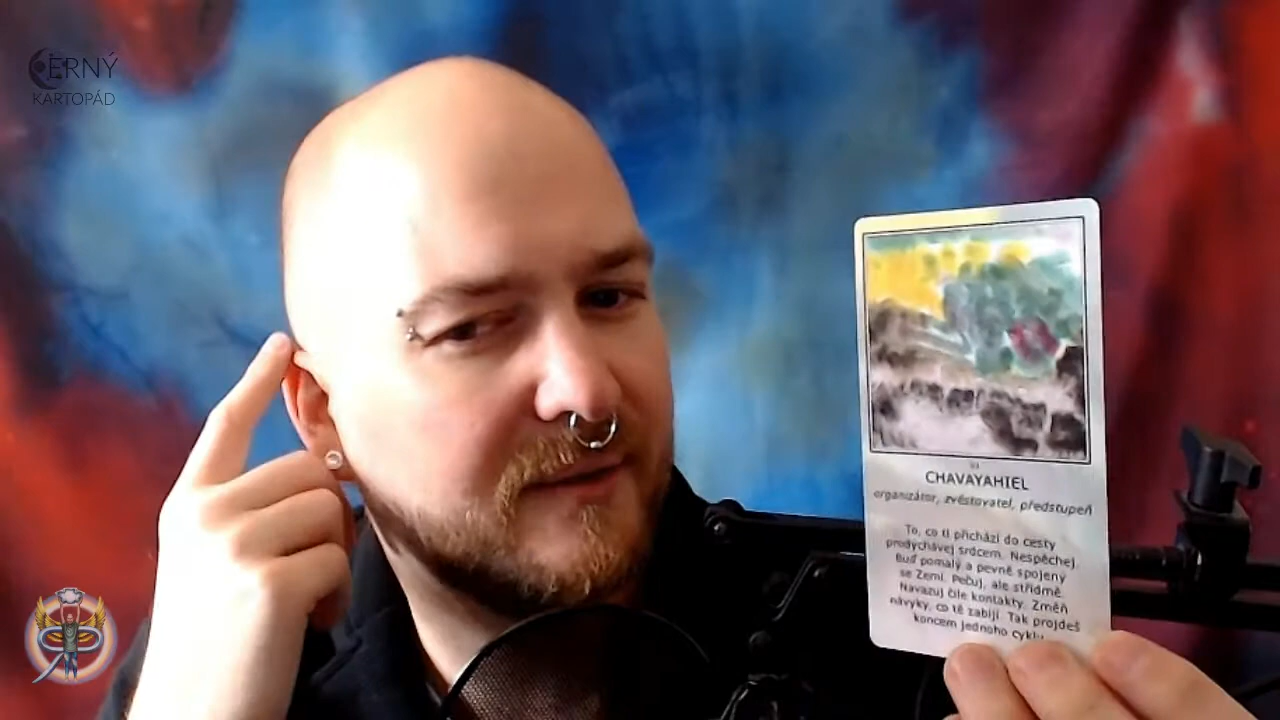 ČERNÝ
KARTOPÁD
CHAVAYAHIEL
organizátor, zvěstovatel, předstupeň
To, co ti přichází do cesty
prodýchávej srdcem. Nespěchej.
Buď pomalý a pevně spojený
se Zemí. Pečuj, ale střídmě.
Navazuj čile kontakty. Změň
návyky, co tě zabíjí. Tak projdeš
koncem jednoho cyklu